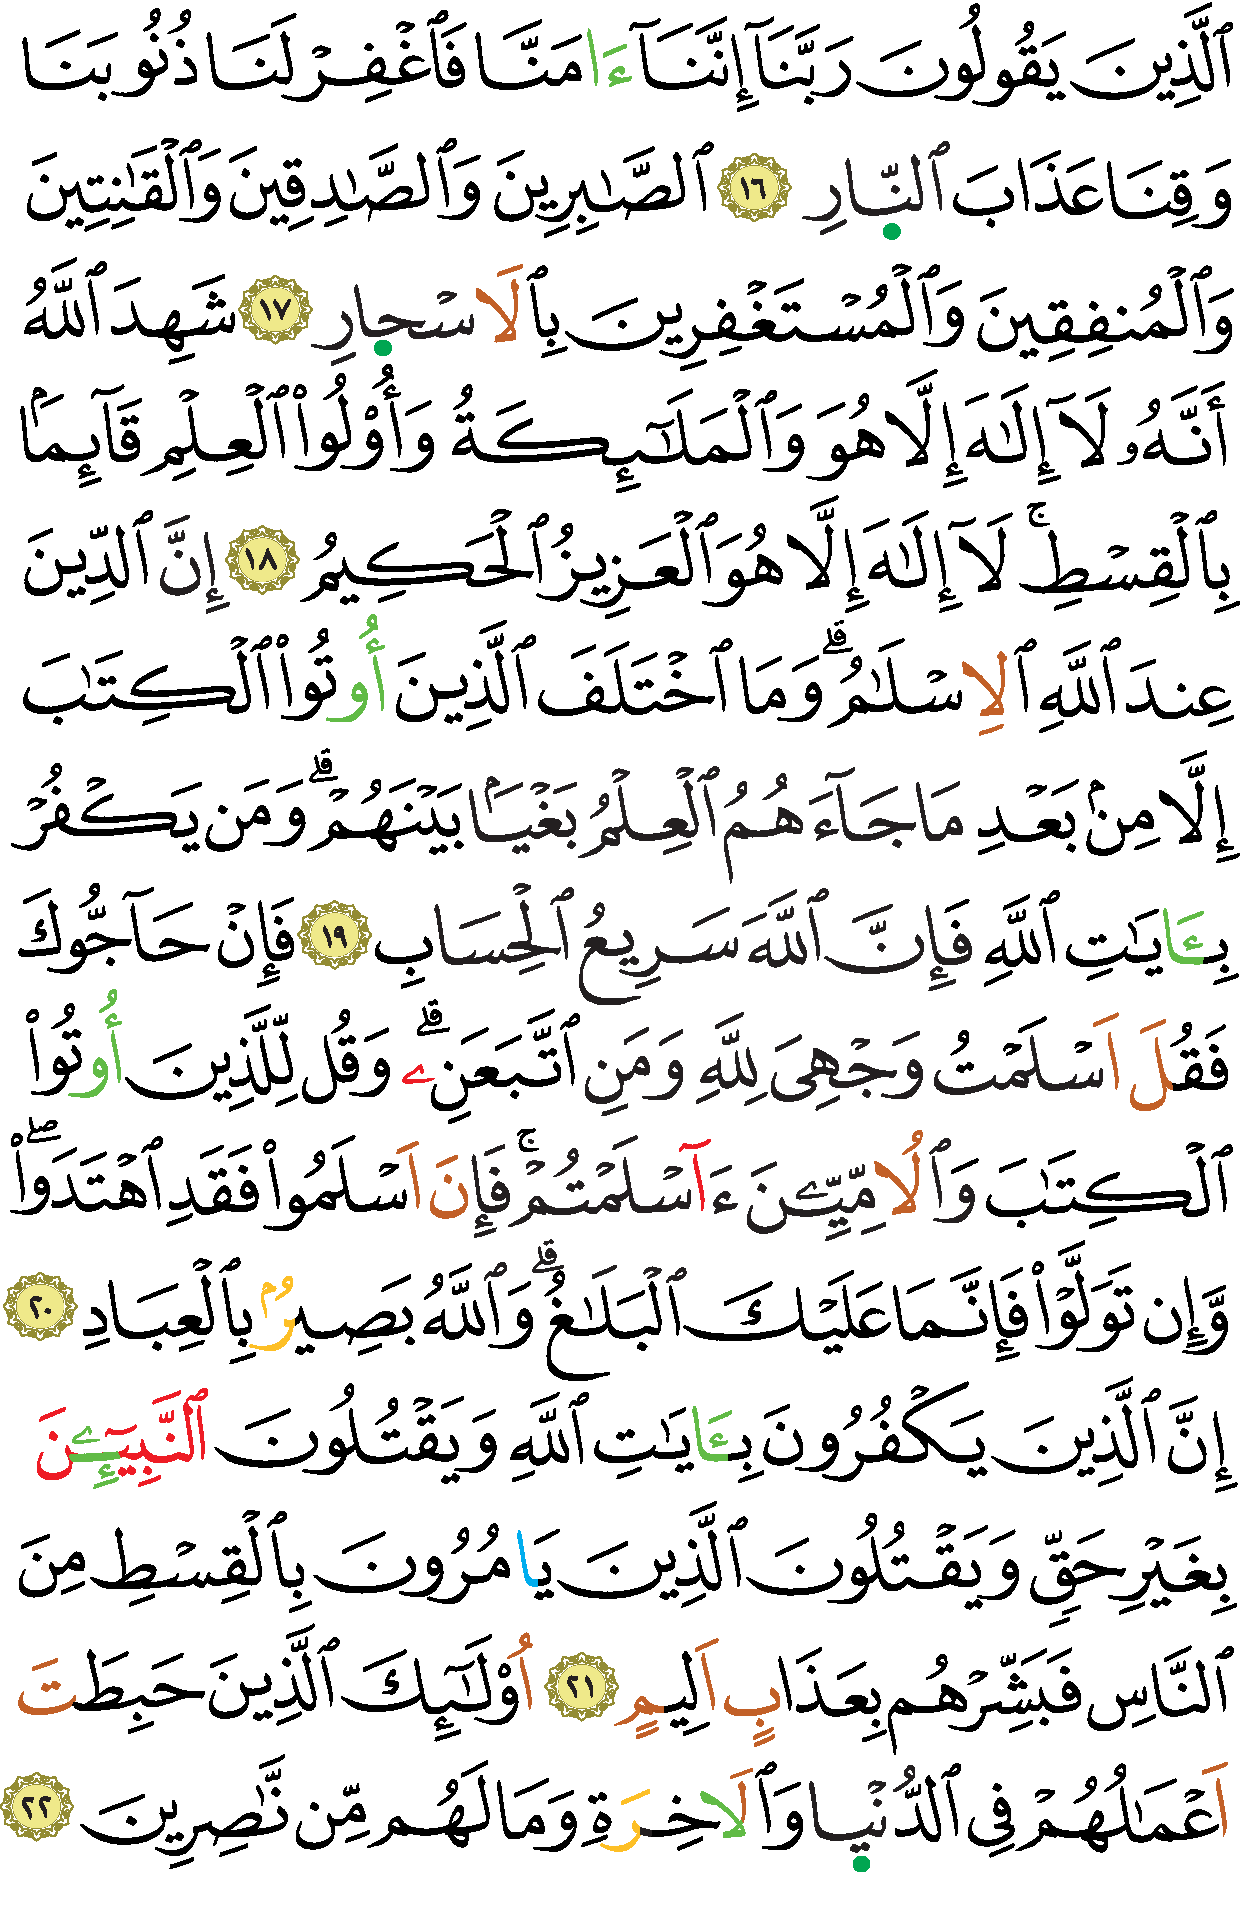 ٱلَّذِينَ يَقُولُونَ رَبَّنَآ إِنَّنَآ ءَامَنَّا فَٱغْفِرْ لَنَا ذُنُوبَنَا
وَقِنَا عَذَابَ ٱلنّ۪ارِ ١٦ ٱلصَّٰبِرِينَ وَٱلصَّٰدِقِينَ وَٱلْقَٰنِتِينَ
وَٱلْمُنفِقِينَ وَٱلْمُسْتَغْفِرِينَ بِٱلَاسْح۪ارِ ١٧ شَهِدَ ٱللَّهُ
أَنَّهُۥ لَآ إِلَٰهَ إِلَّا هُوَ وَٱلْمَلَٰٓئِكَةُ وَأُوْلُواْ ٱلْعِلْمِ قَآئِمَۢا
بِٱلْقِسْطِۚ لَآ إِلَٰهَ إِلَّا هُوَ ٱلْعَزِيزُ ٱلْحَكِيمُ ١٨ إِنَّ ٱلدِّينَ
عِندَ ٱللَّهِ ٱلِاسْلَٰمُۗ وَمَا ٱخْتَلَفَ ٱلَّذِينَ أُوتُواْ ٱلْكِتَٰبَ
إِلَّا مِنۢ بَعْدِ مَا جَآءَهُمُ ٱلْعِلْمُ بَغْيَۢا بَيْنَهُمْۗ وَمَن يَكْفُرْ
بِـَٔايَٰتِ ٱللَّهِ فَإِنَّ ٱللَّهَ سَرِيعُ ٱلْحِسَابِ ١٩ فَإِنْ حَآجُّوكَ
فَقُلَ اَسْلَمْتُ وَجْهِىَ لِلَّهِ وَمَنِ ٱتَّبَعَنِۦۗ وَقُل لِّلَّذِينَ أُوتُواْ
ٱلْكِتَٰبَ وَٱلُامِّيِّـۧنَ ءَآسْلَمْتُمْۚ فَإِنَ اَسْلَمُواْ فَقَدِ ٱهْتَدَواْۖ
وَّإِن تَوَلَّوْاْ فَإِنَّمَا عَلَيْكَ ٱلْبَلَٰغُۗ وَٱللَّهُ بَصِيرُۢ بِٱلْعِبَادِ ٢٠
إِنَّ ٱلَّذِينَ يَكْفُرُونَ بِـَٔايَٰتِ ٱللَّهِ وَيَقْتُلُونَ ٱلنَّبِيٓـِٕۧنَ
بِغَيْرِ حَقٍّ وَيَقْتُلُونَ ٱلَّذِينَ يَامُرُونَ بِٱلْقِسْطِ مِنَ
ٱلنَّاسِ فَبَشِّرْهُم بِعَذَابٍ اَلِيمٍ ٢١ اُوْلَٰٓئِكَ ٱلَّذِينَ حَبِطَتَ
اَعْمَٰلُهُمْ فِى ٱلدُّنْي۪ا وَٱلَاخِرَةِ وَمَا لَهُم مِّن نَّٰصِرِينَ ٢٢